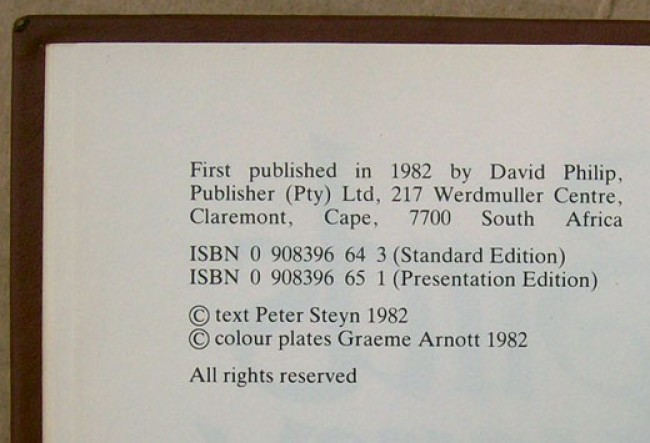 First published in 1982 by David Philip,
Publisher (Pty) Ltd, 217 Werdmuller Centre,
Claremont, Cape, 7700 South Africa
ISBN 0 908396 64 3 (Standard Edition)
ISBN 0 908396 65 1 (Presentation Edition)
© text Peter Steyn 1982
© colour plates Graeme Arnott 1982
All rights reserved